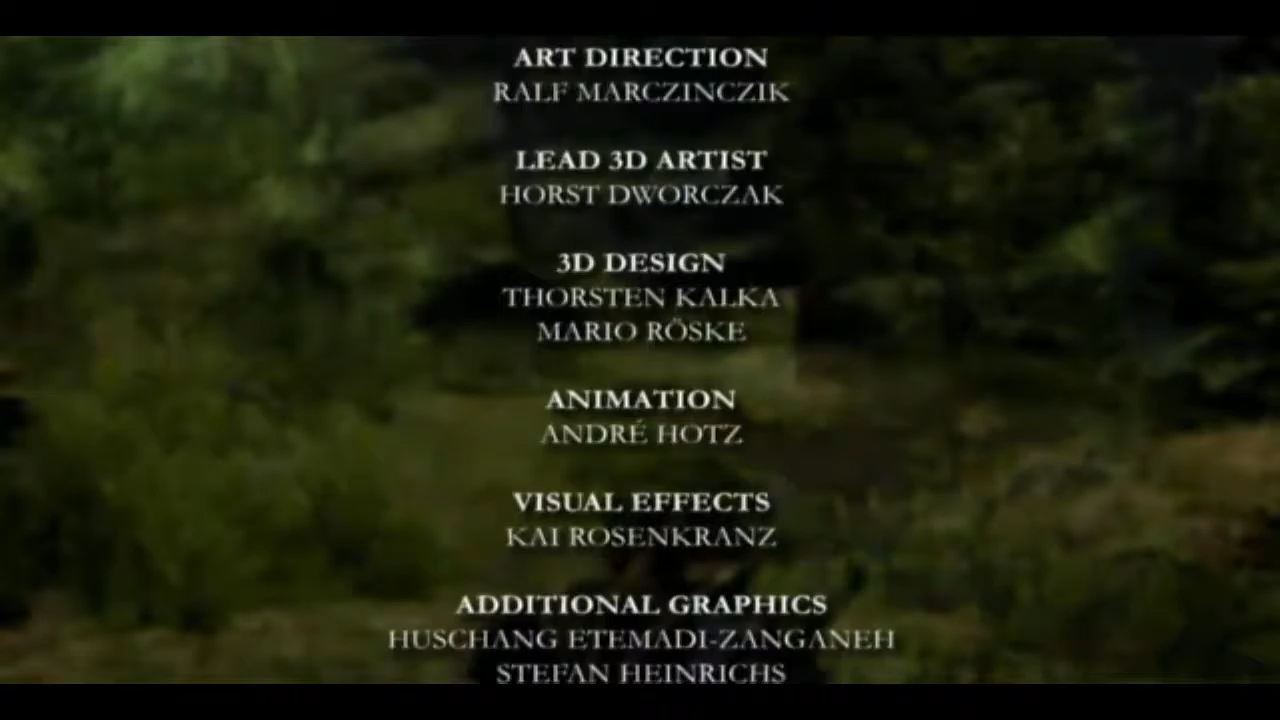 ART DIRECTION
RALF MARCZINCZIK
LEAD 3D ARTIST
HORST DWORCZAK
3D DESIGN
THORSTEN KALKA
MARIO RÖSKE
ANIMATION
ANDRÉ HOTZ
VISUAL EFFECTS
KAI ROSENKRANZ
ADDITIONAL GRAPHICS
HUSCHANG ETEMADI-ZANGANEH
STEFAN HEINRICHS